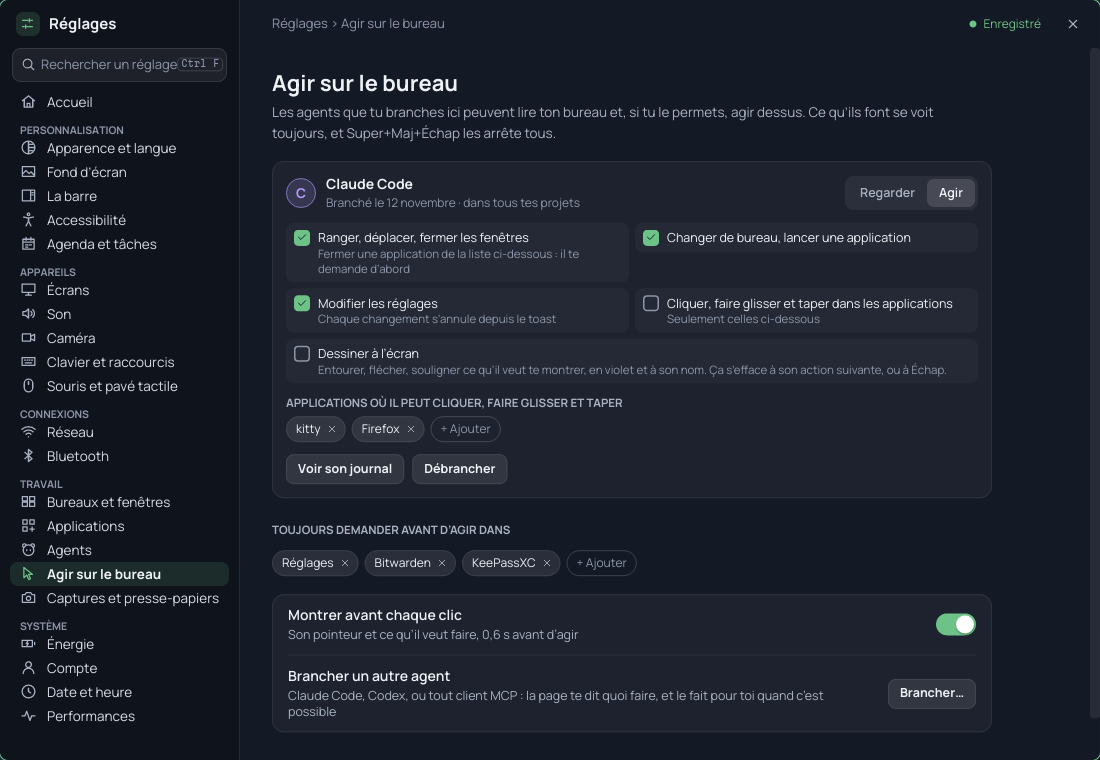 Réglages
Réglages › Agir sur le bureau
Enregistré
Rechercher un réglage
Ctrl F
Accueil
PERSONNALISATION
Apparence et langue
Fond d'écran
La barre
Accessibilité
Agenda et tâches
APPAREILS
Écrans
Son
Caméra
Clavier et raccourcis
Souris et pavé tactile
CONNEXIONS
Réseau
Bluetooth
TRAVAIL
Bureaux et fenêtres
Applications
Agents
Agir sur le bureau
Captures et presse-papiers
SYSTÈME
Énergie
Compte
Date et heure
Performances
Agir sur le bureau
Les agents que tu branches ici peuvent lire ton bureau et, si tu le permets, agir dessus. Ce qu'ils font se voit
toujours, et Super+Maj+Échap les arrête tous.
C
Claude Code
Branché le 12 novembre · dans tous tes projets
Regarder
Agir
Ranger, déplacer, fermer les fenêtres
Fermer une application de la liste ci-dessous : il te
demande d'abord
Changer de bureau, lancer une application
Modifier les réglages
Chaque changement s'annule depuis le toast
Cliquer, faire glisser et taper dans les applications
Seulement celles ci-dessous
Dessiner à l'écran
Entourer, flécher, souligner ce qu'il veut te montrer, en violet et à son nom. Ça s'efface à son action suivante, ou à Échap.
APPLICATIONS OÙ IL PEUT CLIQUER, FAIRE GLISSER ET TAPER
kitty ×
Firefox ×
+ Ajouter
Voir son journal
Débrancher
TOUJOURS DEMANDER AVANT D'AGIR DANS
Réglages ×
Bitwarden ×
KeePassXC ×
+ Ajouter
Montrer avant chaque clic
Son pointeur et ce qu'il veut faire, 0,6 s avant d'agir
Brancher un autre agent
Claude Code, Codex, ou tout client MCP : la page te dit quoi faire, et le fait pour toi quand c'est
possible
Brancher…